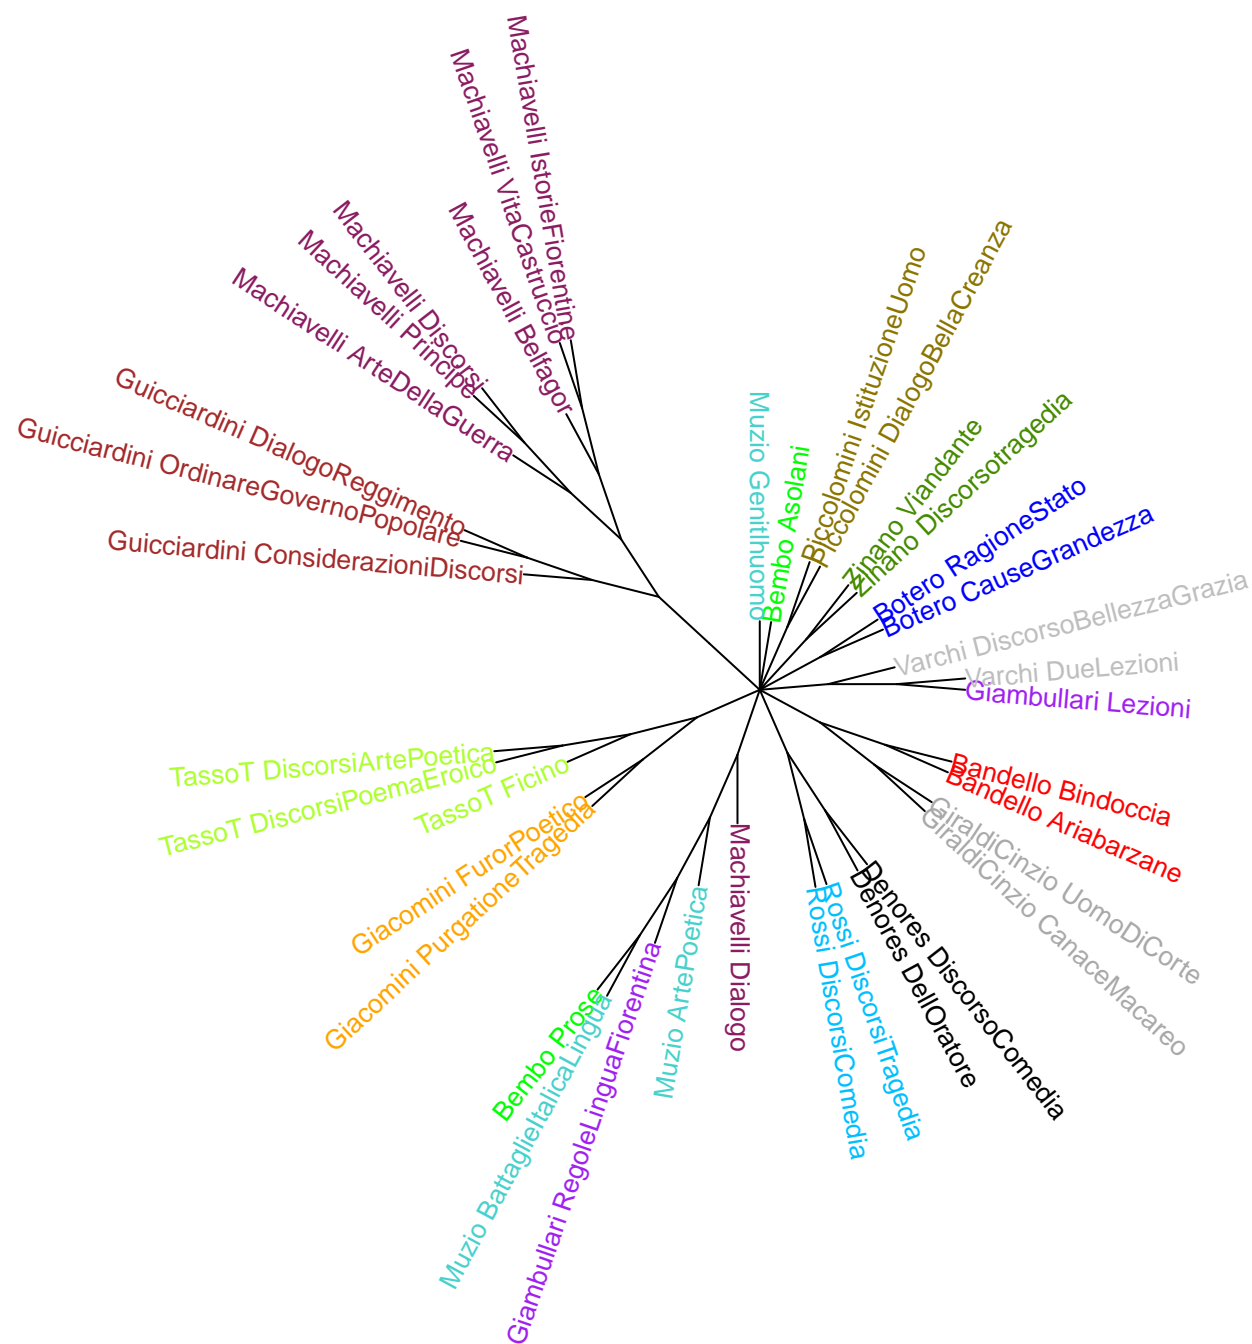 Machiavelli IstorieFiorentine
Machiavelli VitaCastruccio
Machiavelli Belfagor
Machiavelli Discorsi
Machiavelli Principe
Machiavelli ArteDellaGuerra
Guicciardini DialogoReggimento
Guicciardini OrdinareGovernoPopolare
Guicciardini ConsiderazioniDiscorsi
Muzio GenitIhuomo
Bembo Asolani
Piccolomini IstituzioneUomo
Piccolomini DialogoBellaCreanza
Zinano Viandante
Zinano Discorsotragedia
Botero RagioneStato
Botero CauseGrandezza
Varchi DiscorsoBellezzaGrazia
Varchi DueLezioni
Giambullari Lezioni
Bandello Bindoccia
Bandello Ariabarzane
GiraldiCinzio UomoDiCorte
GiraldiCinzio CanaceMacareo
Denores DiscorsoComedia
Denores DellOratore
Rossi DiscorsiTragedia
Rossi DiscorsiComedia
Machiavelli Dialogo
Muzio ArtePoetica
Giambullari RegoleLinguaFiorentina
Muzio BattaglieItalicaLingua
Bembo Prose
Giacomini PurgationeTragedia
Giacomini FurorPoetico
TassoT Ficino
TassoT DiscorsiPoemaEroico
TassoT DiscorsiArtePoetica